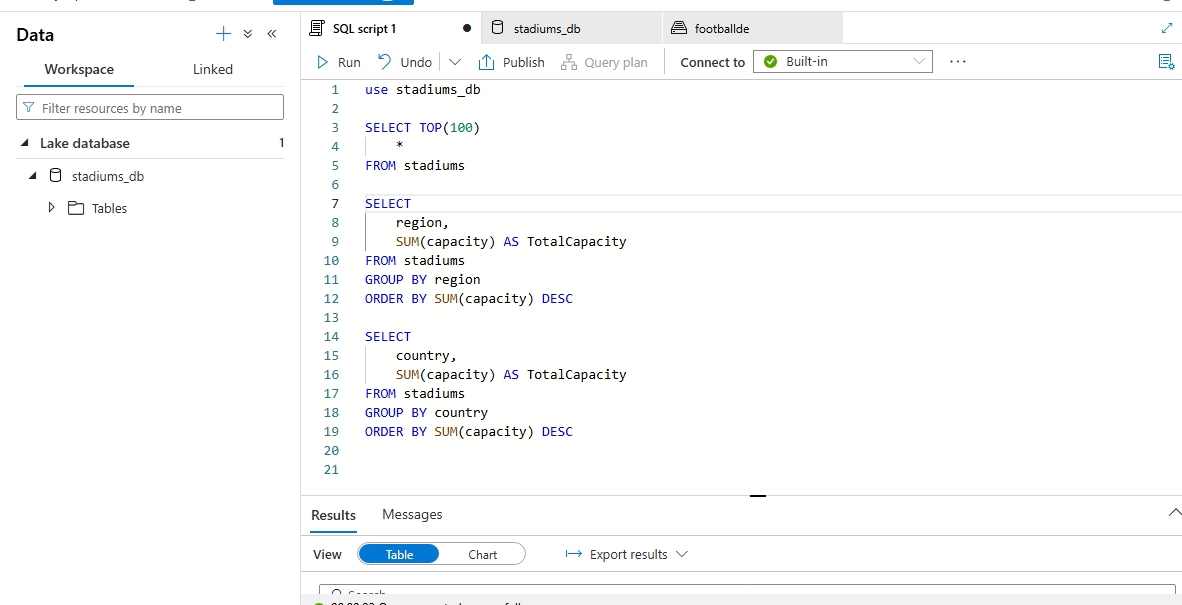 Data
Workspace
Linked
Filter resources by name
Lake database
1
stadiums_db
Tables
SQL script 1
stadiums_db
footballde
Run
Undo
Publish
Query plan
Connect to
Built-in
1 use stadiums_db
2
3 SELECT TOP(100)
4 *
5 FROM stadiums
6
7 SELECT
8 region,
9 SUM(capacity) AS TotalCapacity
10 FROM stadiums
11 GROUP BY region
12 ORDER BY SUM(capacity) DESC
13
14 SELECT
15 country,
16 SUM(capacity) AS TotalCapacity
17 FROM stadiums
18 GROUP BY country
19 ORDER BY SUM(capacity) DESC
20
21
Results
Messages
View
Table
Chart
Export results
Search